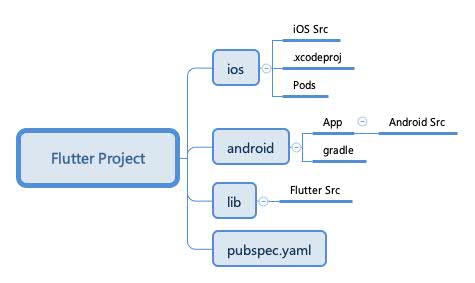 Flutter Project
ios
iOS Src
.xcodeproj
Pods
android
App
Android Src
gradle
lib
Flutter Src
pubspec.yaml